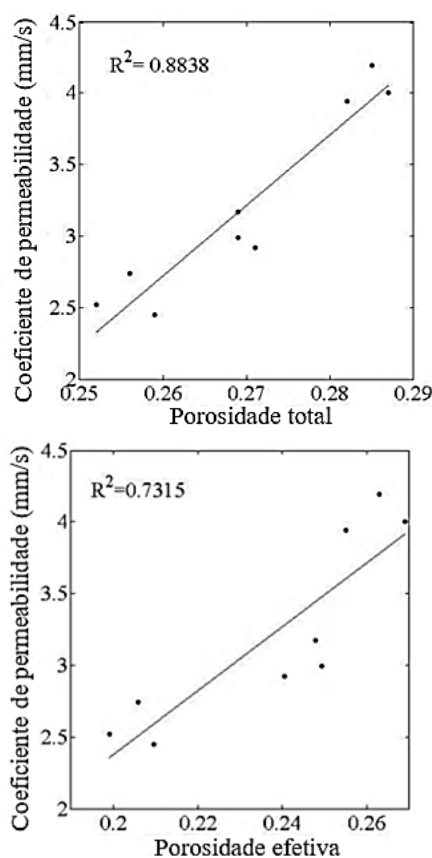 4.5
R²= 0.8838
4
3.5
3
2.5
2
0.25 0.26 0.27 0.28 0.29
Porosidade total
Coeficiente de permeabilidade (mm/s)
4.5
R²=0.7315
4
3.5
3
2.5
2
0.2 0.22 0.24 0.26
Porosidade efetiva
Coeficiente de permeabilidade (mm/s)